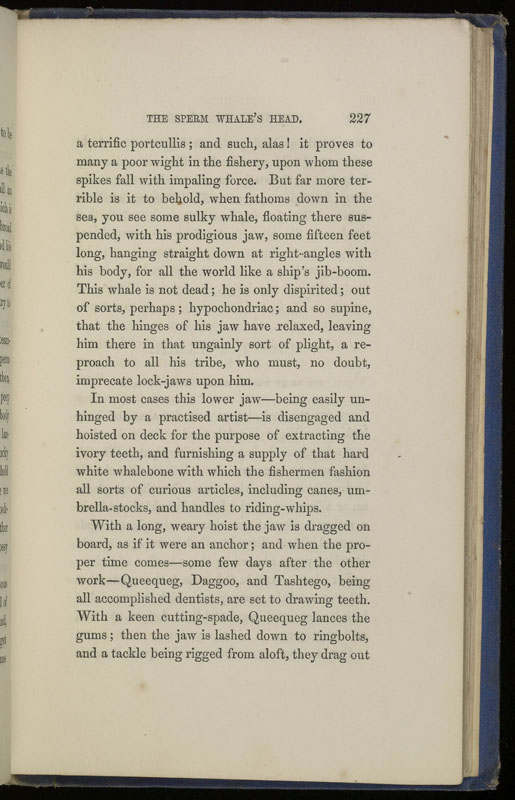 THE SPERM WHALE'S HEAD. 227
a terrific portcullis; and such, alas! it proves to
many a poor wight in the fishery, upon whom these
spikes fall with impaling force. But far more ter-
rible is it to behold, when fathoms down in the
sea, you see some sulky whale, floating there sus-
pended, with his prodigious jaw, some fifteen feet
long, hanging straight down at right-angles with
his body, for all the world like a ship's jib-boom.
This whale is not dead; he is only dispirited; out
of sorts, perhaps; hypochondriac; and so supine,
that the hinges of his jaw have relaxed, leaving
him there in that ungainly sort of plight, a re-
proach to all his tribe, who must, no doubt,
imprecate lock-jaws upon him.
In most cases this lower jaw—being easily un-
hinged by a practised artist—is disengaged and
hoisted on deck for the purpose of extracting the
ivory teeth, and furnishing a supply of that hard
white whalebone with which the fishermen fashion
all sorts of curious articles, including canes, um-
brella-stocks, and handles to riding-whips.
With a long, weary hoist the jaw is dragged on
board, as if it were an anchor; and when the pro-
per time comes—some few days after the other
work—Queequeg, Daggoo, and Tashtego, being
all accomplished dentists, are set to drawing teeth.
With a keen cutting-spade, Queequeg lances the
gums; then the jaw is lashed down to ringbolts,
and a tackle being rigged from aloft, they drag out